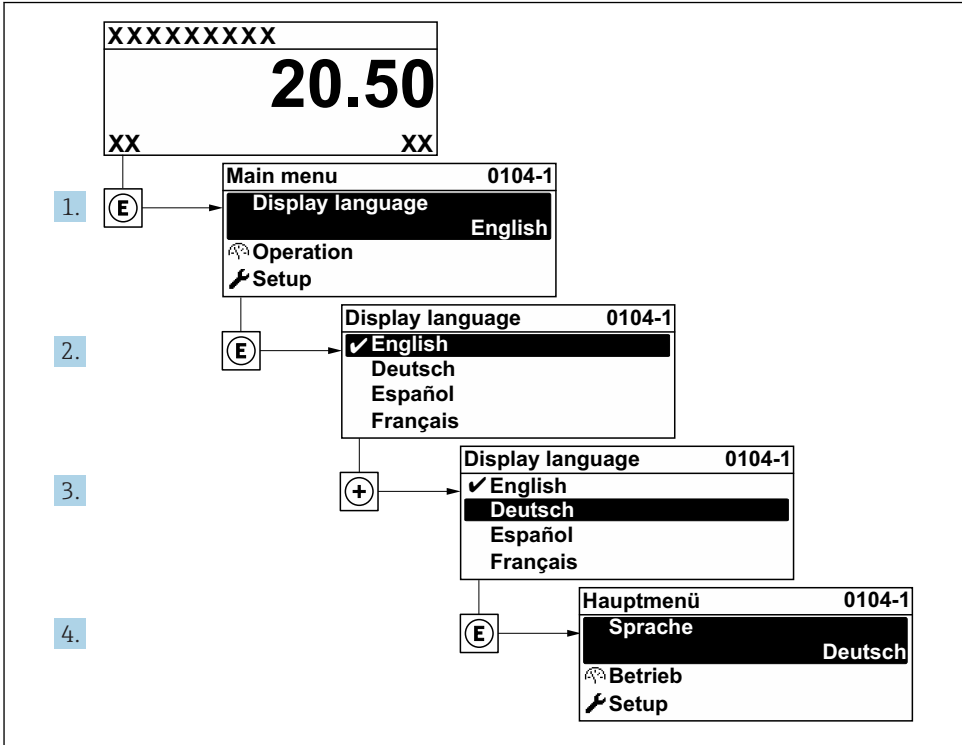 XXXXXXXXX
20.50
XX XX
1. E
Main menu 0104-1
Display language
English
Operation
Setup
2. E
Display language 0104-1
✔ English
Deutsch
Español
Français
3. +
Display language 0104-1
✔ English
Deutsch
Español
Français
4. E
Hauptmenü 0104-1
Sprache
Deutsch
Betrieb
Setup